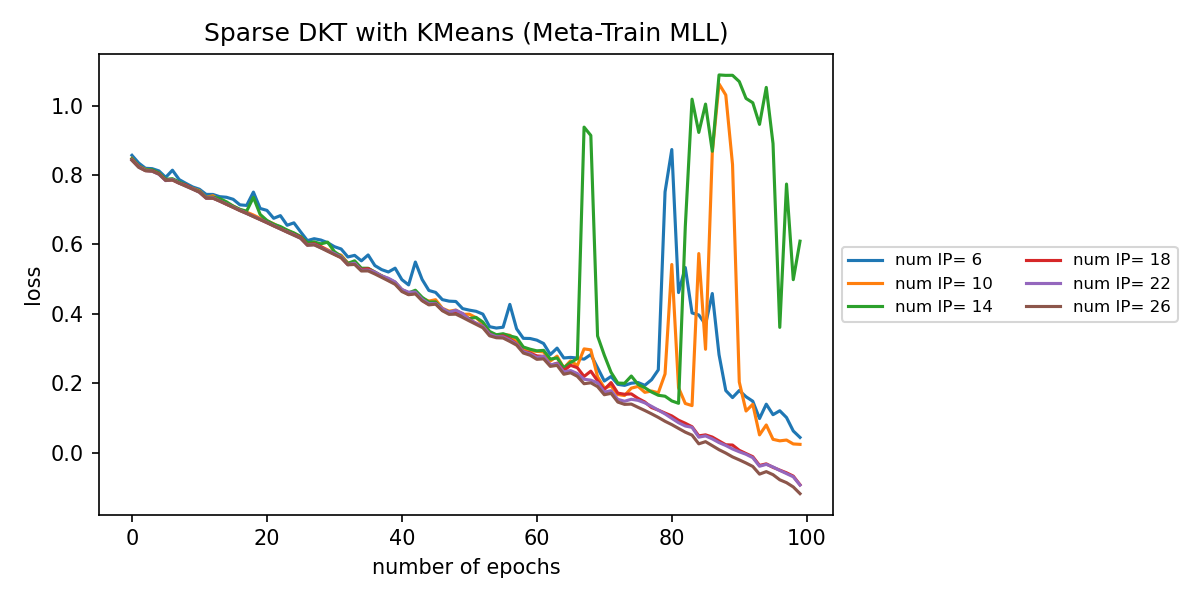 Sparse DKT with KMeans (Meta-Train MLL)
1.0
0.8
0.6
0.4
0.2
0.0
loss
0 20 40 60 80 100
number of epochs
num IP= 6 num IP= 18
num IP= 10 num IP= 22
num IP= 14 num IP= 26